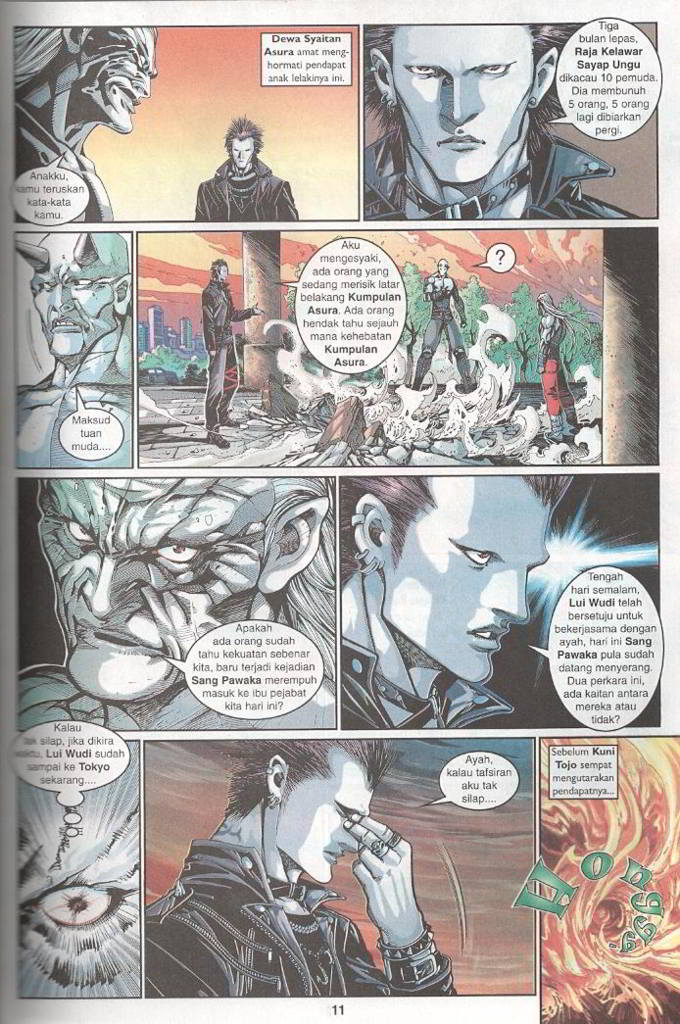 Dewa Syaitan
Asura amat meng-
hormati pendapat
anak lelakinya ini.
Anakku,
kamu teruskan
kata-kata
kamu.
Tiga
bulan lepas,
Raja Kelawar
Sayap Ungu
dikacau 10 pemuda.
Dia membunuh
5 orang, 5 orang
lagi dibiarkan
pergi.
Maksud
tuan
muda....
Aku
mengesyaki,
ada orang yang
sedang merisik latar
belakang Kumpulan
Asura. Ada orang
hendak tahu sejauh
mana kehebatan
Kumpulan
Asura.
?
Apakah
ada orang sudah
tahu kekuatan sebenar
kita, baru terjadi kejadian
Sang Pawaka merempuh
masuk ke ibu pejabat
kita hari ini?
Tengah
hari semalam,
Lui Wudi telah
bersetuju untuk
bekerjasama dengan
ayah, hari ini Sang
Pawaka pula sudah
datang menyerang.
Dua perkara ini,
ada kaitan antara
mereka atau
tidak?
Kalau
tak silap, jika dikira
waktu, Lui Wudi sudah
sampai ke Tokyo
sekarang....
Ayah,
kalau tafsiran
aku tak
silap....
Sebelum Kuni
Tojo sempat
mengutarakan
pendapatnya...
Honggg!
11